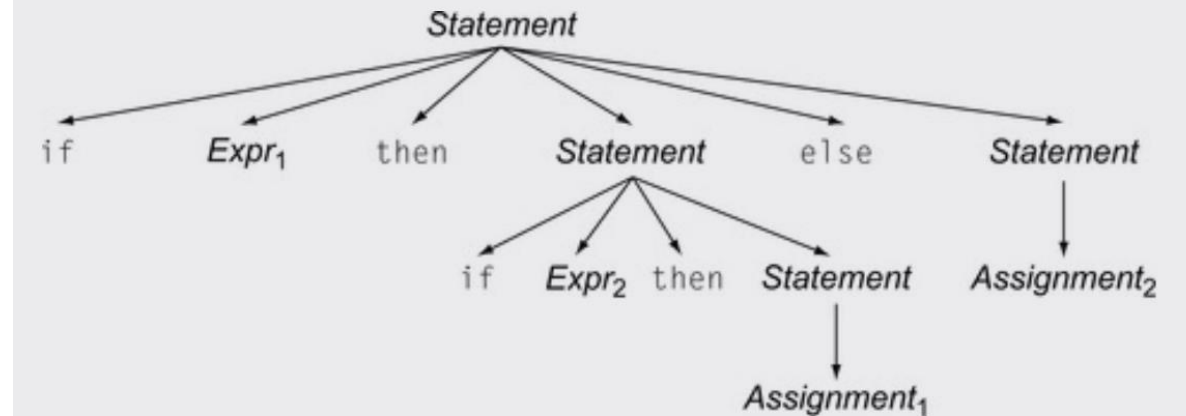 Statement
if Expr₁ then Statement else Statement
if Expr₂ then Statement Assignment₂
Assignment₁